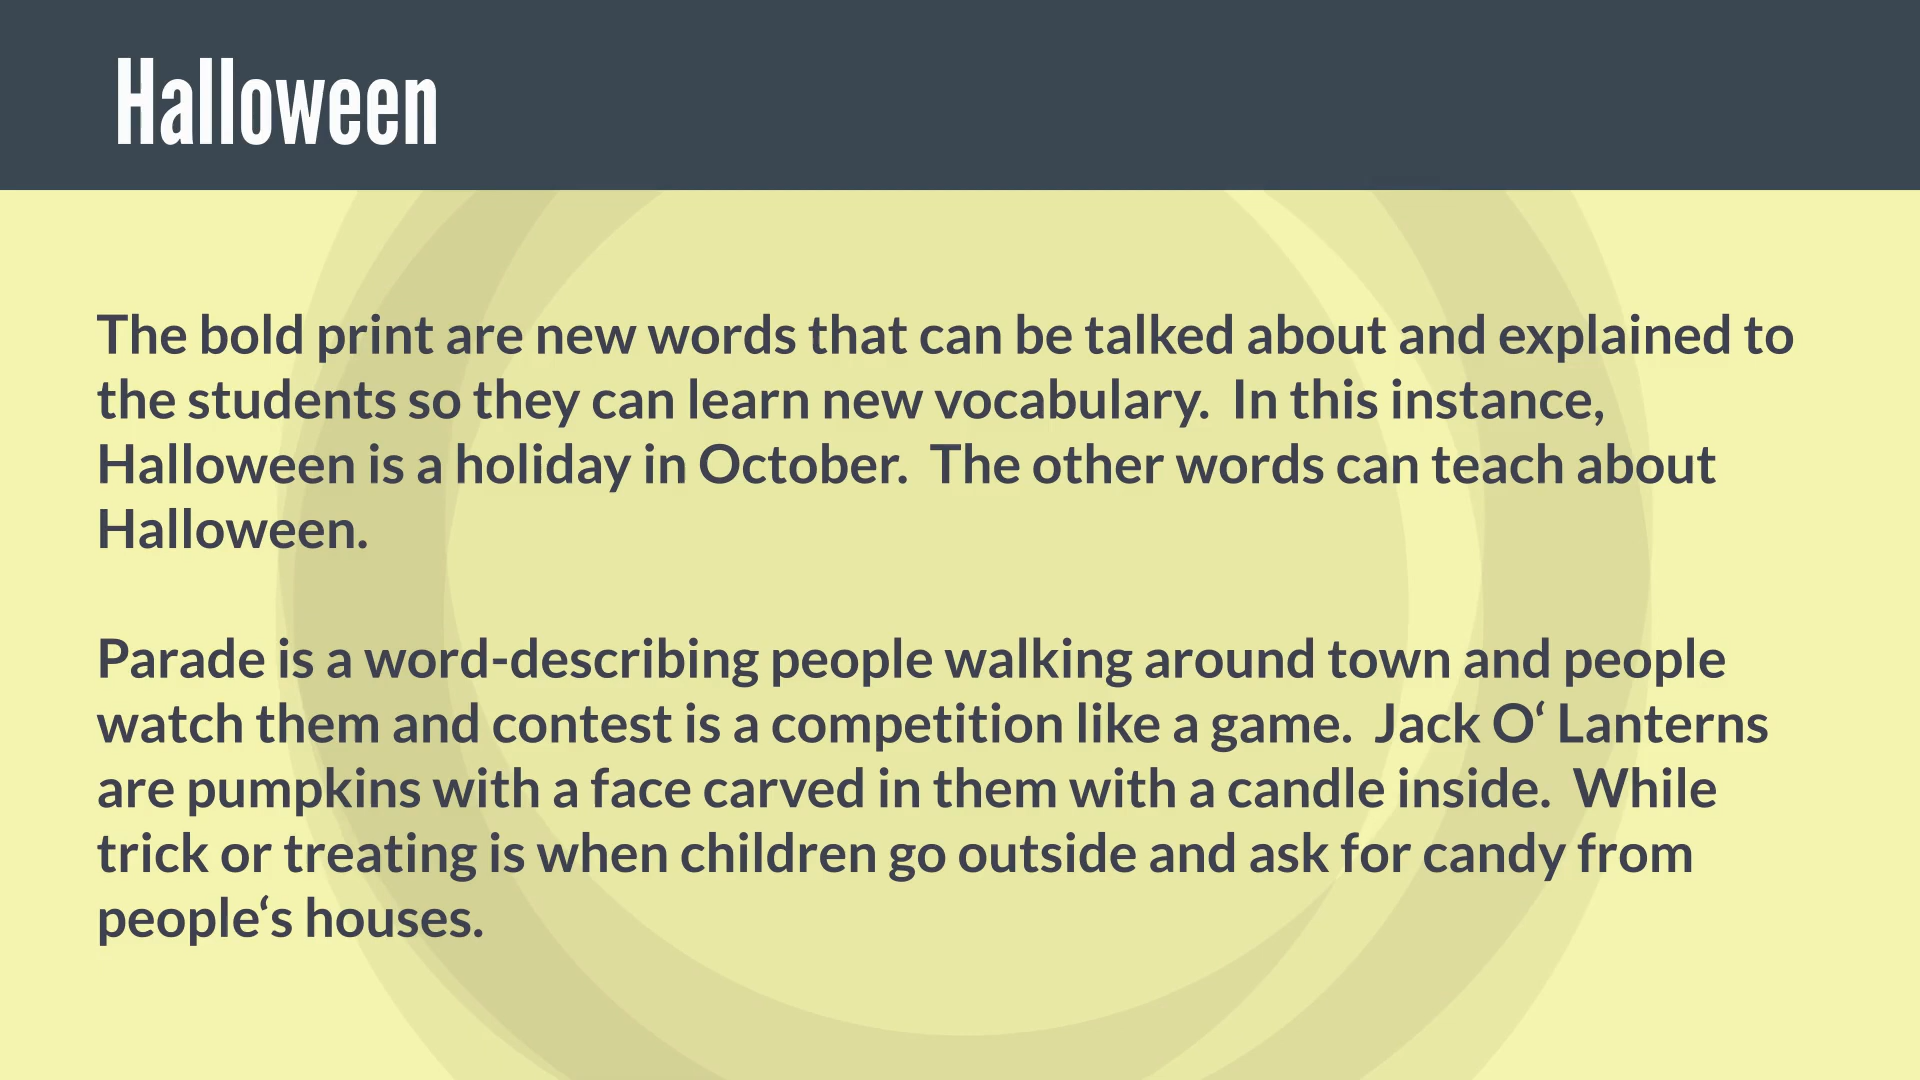 Halloween
The bold print are new words that can be talked about and explained to
the students so they can learn new vocabulary.  In this instance,
Halloween is a holiday in October.  The other words can teach about
Halloween.
Parade is a word-describing people walking around town and people
watch them and contest is a competition like a game.  Jack O‘ Lanterns
are pumpkins with a face carved in them with a candle inside.  While
trick or treating is when children go outside and ask for candy from
people‘s houses.